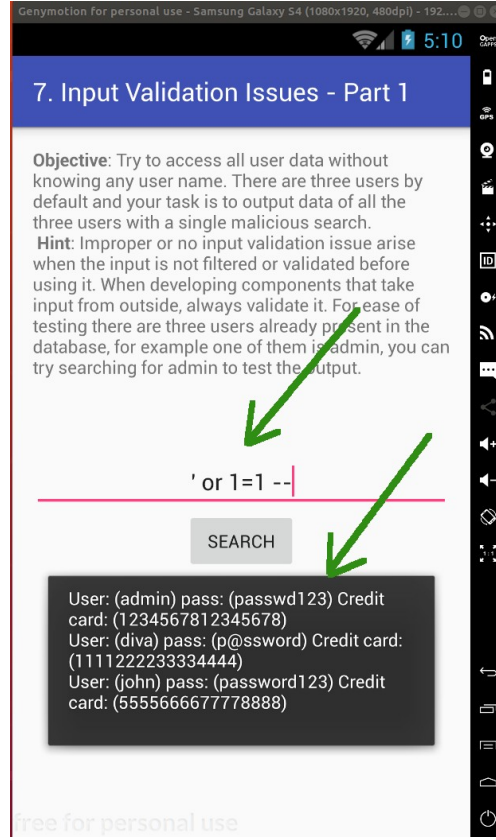 Genymotion for personal use - Samsung Galaxy S4 (1080x1920, 480dpi) - 192....
5:10
Open
GAPPS
7. Input Validation Issues - Part 1
GPS
Objective: Try to access all user data without
knowing any user name. There are three users by
default and your task is to output data of all the
three users with a single malicious search.
Hint: Improper or no input validation issue arise
when the input is not filtered or validated before
using it. When developing components that take
input from outside, always validate it. For ease of
testing there are three users already present in the
database, for example one of them is admin, you can
try searching for admin to test the output.
ID
' or 1=1 --
SEARCH
1:1
User: (admin) pass: (passwd123) Credit
card: (1234567812345678)
User: (diva) pass: (p@ssword) Credit card:
(1111222233334444)
User: (john) pass: (password123) Credit
card: (5555666677778888)
free for personal use